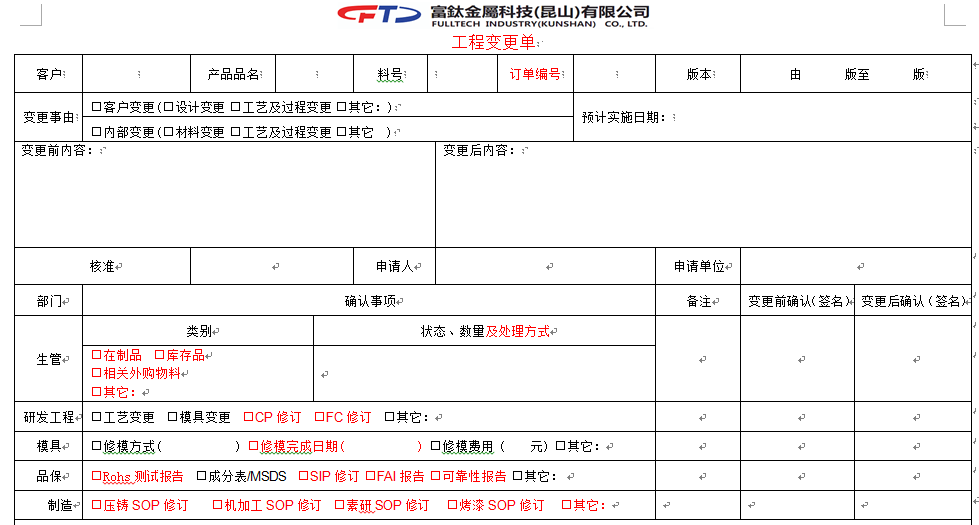 CFTD 富鈦金屬科技(昆山)有限公司
FULLTECH INDUSTRY(KUNSHAN) CO., LTD.
工程变更单
客户 产品品名 料号 订单编号 版本 由 版至 版
变更事由 □客户变更(□设计变更 □工艺及过程变更 □其它: )
□内部变更(□材料变更 □工艺及过程变更 □其它 )
预计实施日期:
变更前内容: 变更后内容:
核准 申请人 申请单位
部门 确认事项 备注 变更前确认(签名) 变更后确认(签名)
生管 类别 状态、数量及处理方式
□在制品 □库存品
□相关外购物料
□其它:
研发工程 □工艺变更 □模具变更 □CP 修订 □FC 修订 □其它:
模具 □修模方式( ) □修模完成日期( ) □修模费用 ( 元) □其它:
品保 □Rohs 测试报告 □成分表/MSDS □SIP 修订 □FAI 报告 □可靠性报告 □其它:
制造 □压铸 SOP 修订 □机加工 SOP 修订 □素研 SOP 修订 □烤漆 SOP 修订 □其它: